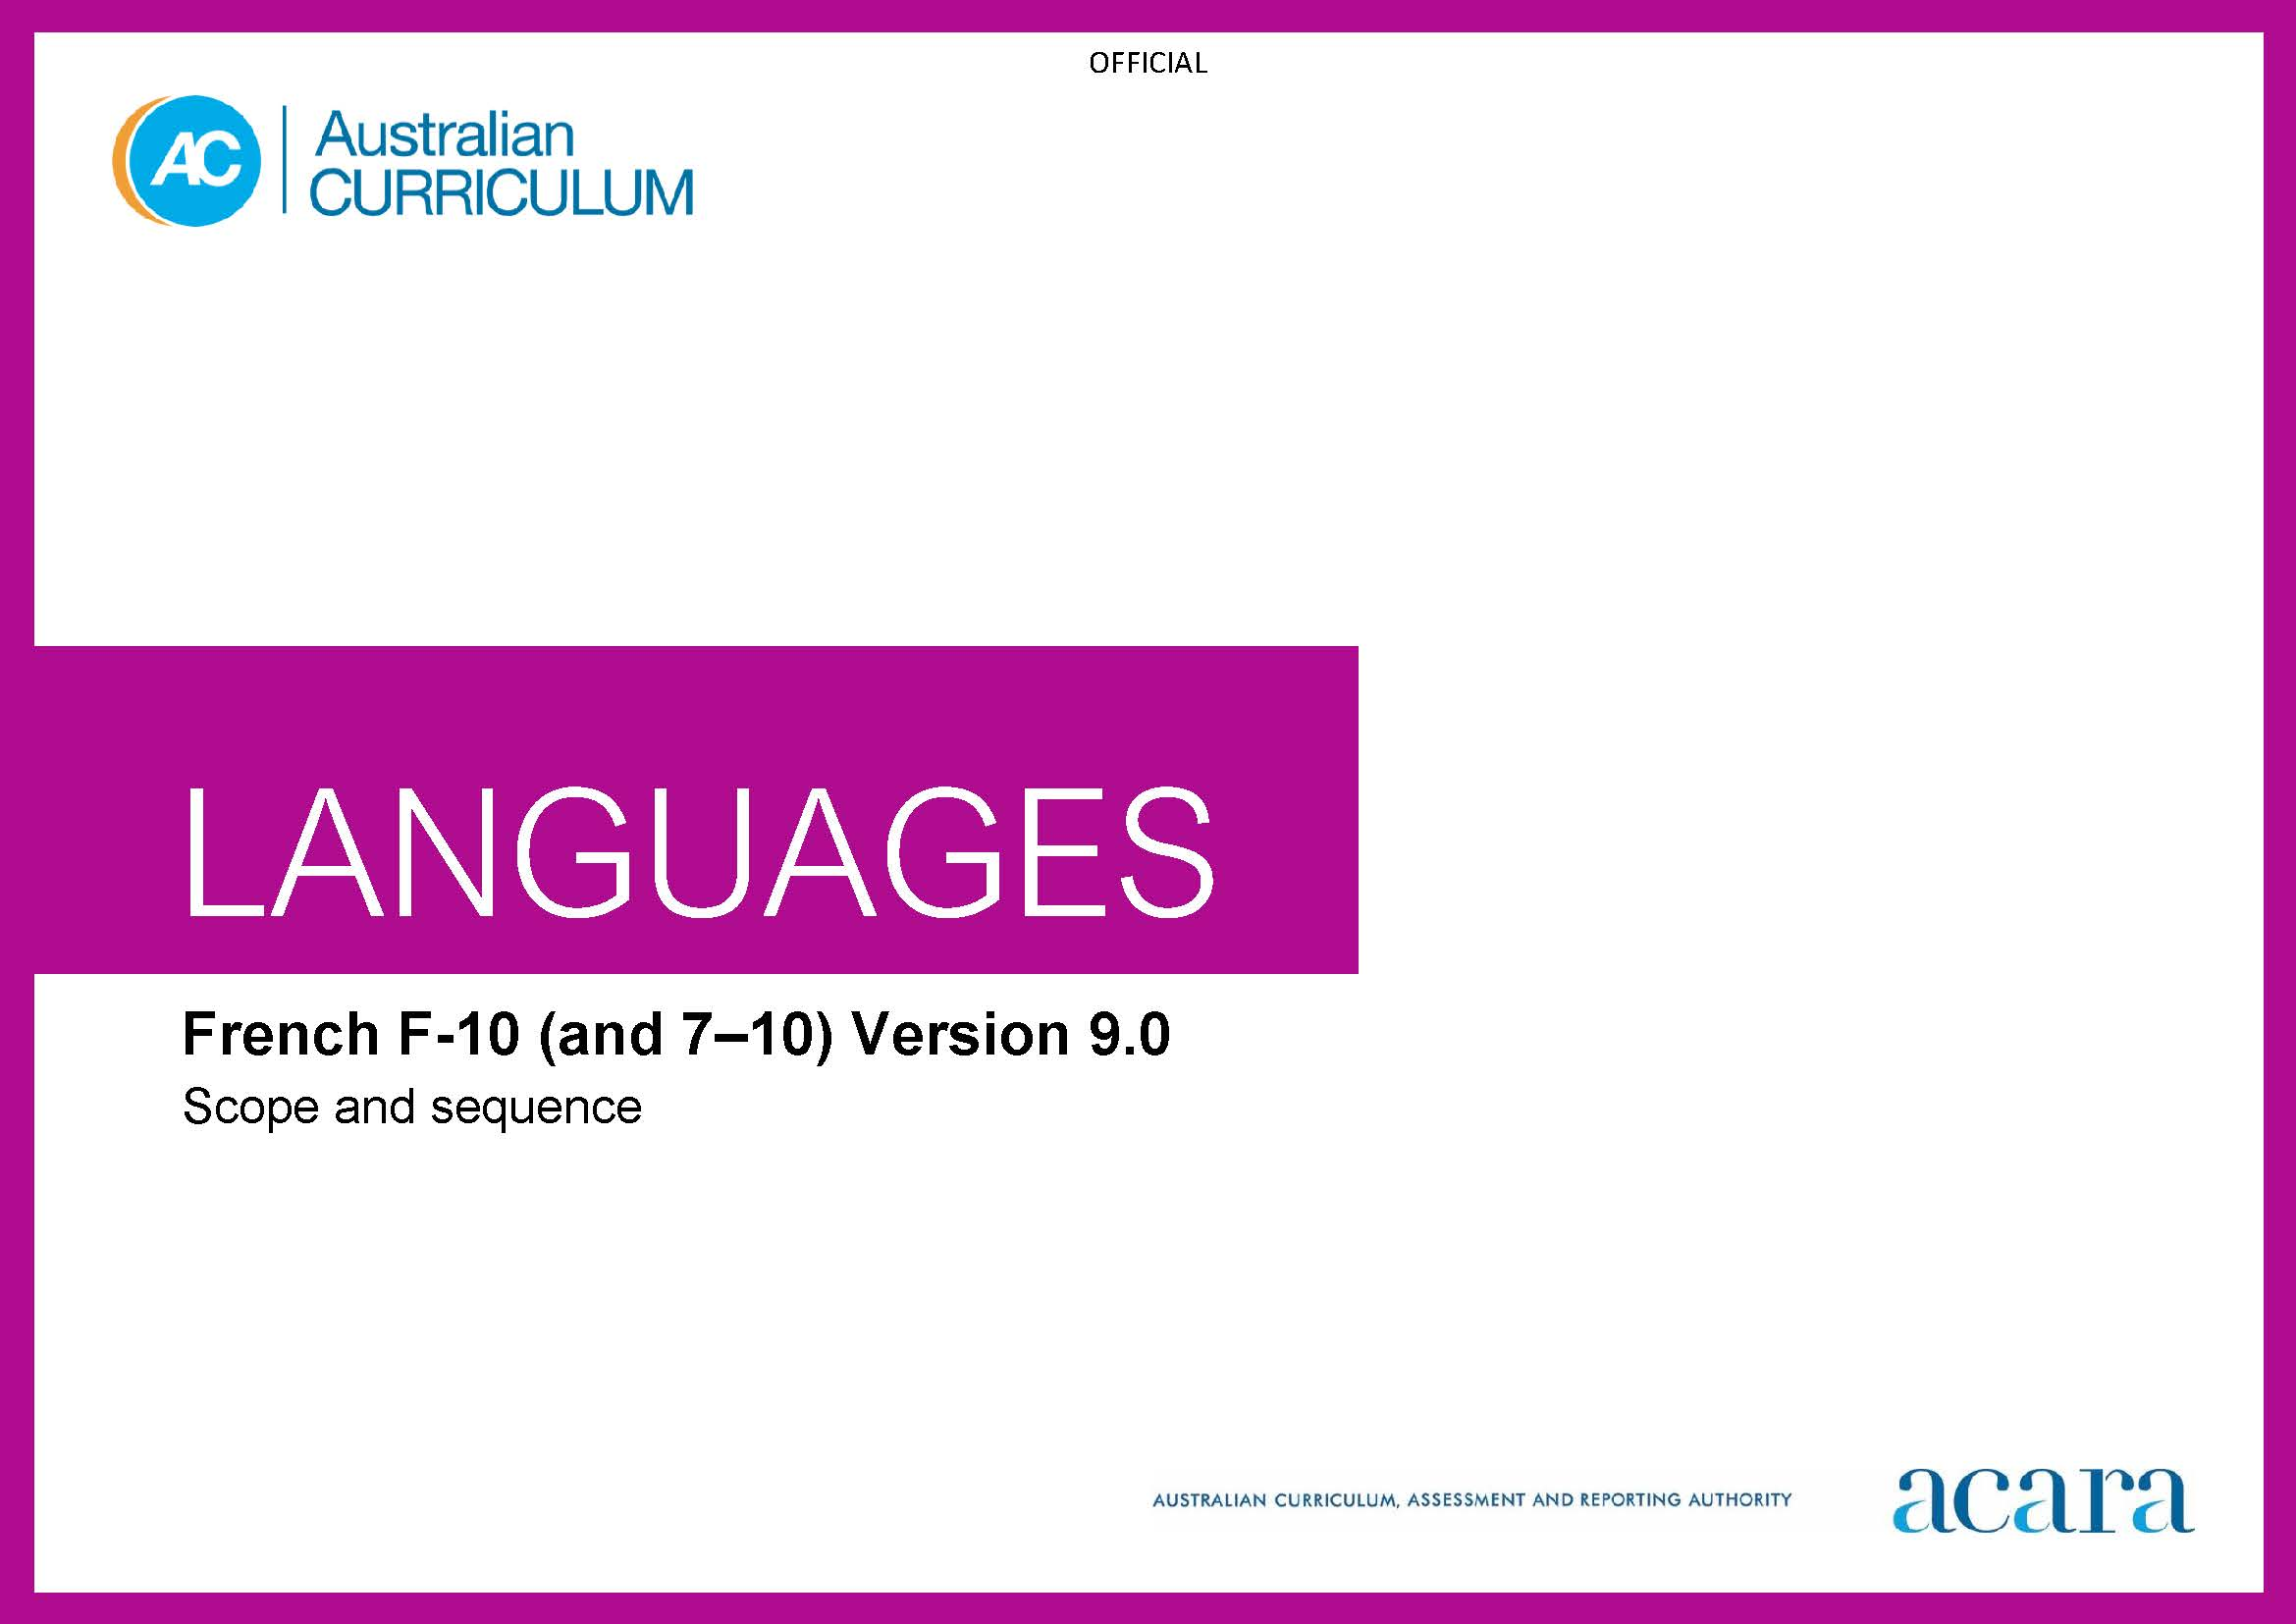 OFFICIAL
AC
Australian
CURRICULUM
LANGUAGES
French F-10 (and 7–10) Version 9.0
Scope and sequence
AUSTRALIAN CURRICULUM, ASSESSMENT AND REPORTING AUTHORITY
acara